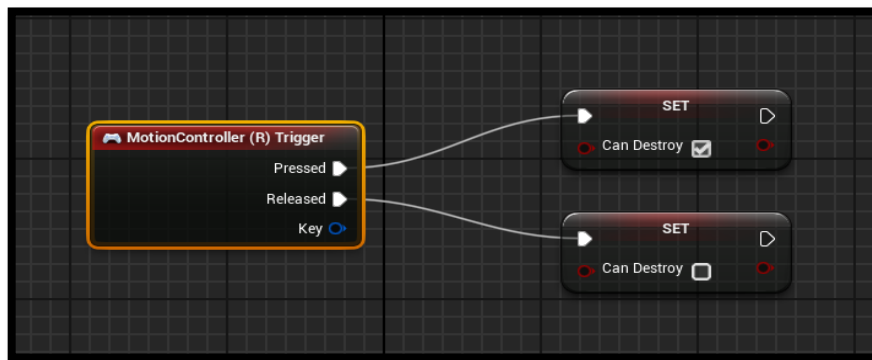 MotionController (R) Trigger
Pressed
Released
Key
SET
Can Destroy
SET
Can Destroy